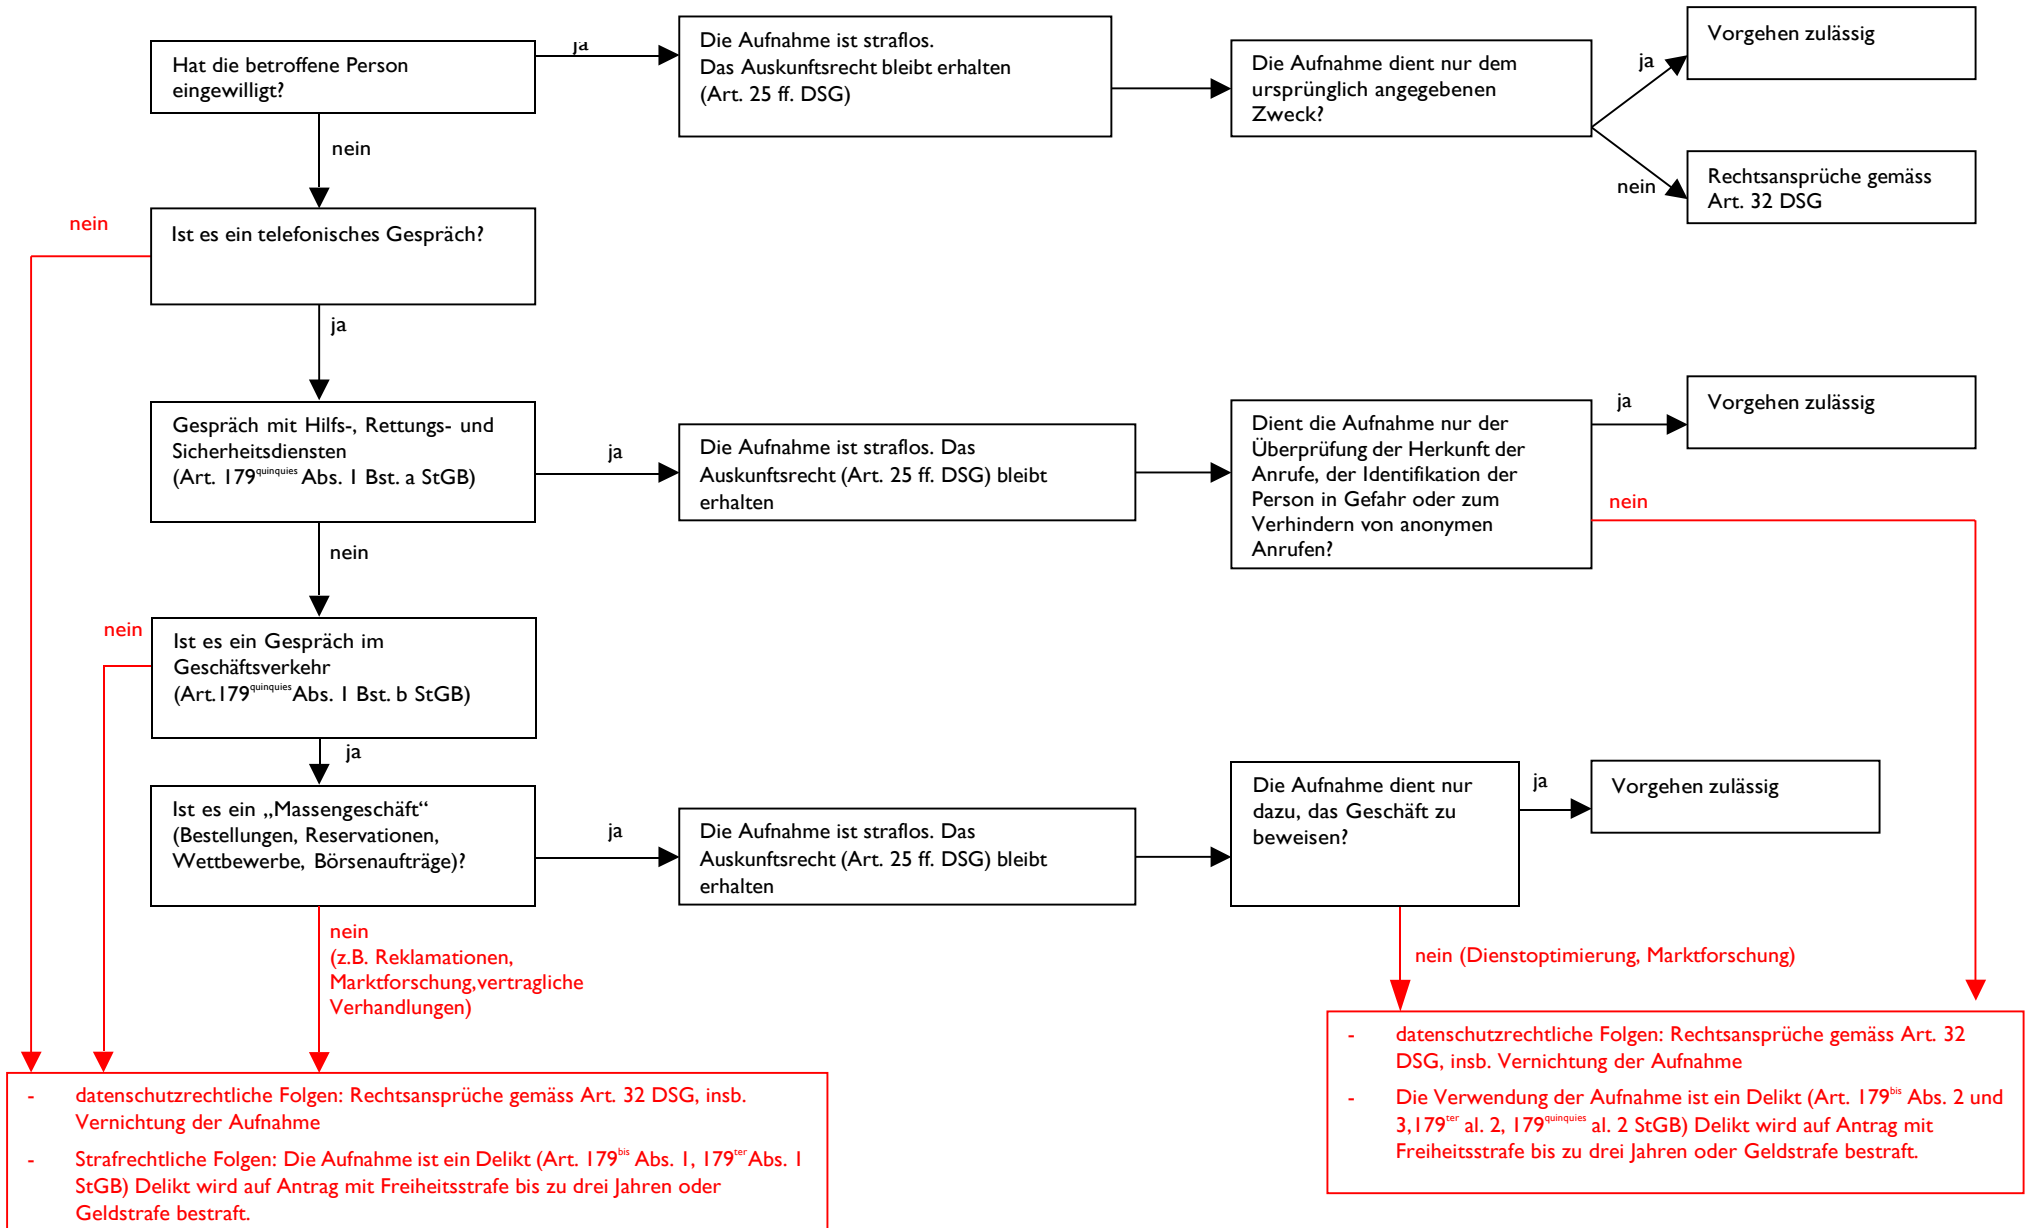 Hat die betroffene Person
eingewilligt?
ja
Die Aufnahme ist straflos.
Das Auskunftsrecht bleibt erhalten
(Art. 25 ff. DSG)
Die Aufnahme dient nur dem
ursprünglich angegebenen
Zweck?
ja
Vorgehen zulässig
nein
Rechtsansprüche gemäss
Art. 32 DSG
nein
nein
Ist es ein telefonisches Gespräch?
ja
Gespräch mit Hilfs-, Rettungs- und
Sicherheitsdiensten
(Art. 179quinquies Abs. 1 Bst. a StGB)
ja
Die Aufnahme ist straflos. Das
Auskunftsrecht (Art. 25 ff. DSG) bleibt
erhalten
Dient die Aufnahme nur der
Überprüfung der Herkunft der
Anrufe, der Identifikation der
Person in Gefahr oder zum
Verhindern von anonymen
Anrufen?
ja
Vorgehen zulässig
nein
nein
nein
Ist es ein Gespräch im
Geschäftsverkehr
(Art.179quinquies Abs. 1 Bst. b StGB)
ja
Ist es ein „Massengeschäft“
(Bestellungen, Reservationen,
Wettbewerbe, Börsenaufträge)?
ja
Die Aufnahme ist straflos. Das
Auskunftsrecht (Art. 25 ff. DSG) bleibt
erhalten
Die Aufnahme dient nur
dazu, das Geschäft zu
beweisen?
ja
Vorgehen zulässig
nein
(z.B. Reklamationen,
Marktforschung,vertragliche
Verhandlungen)
nein (Dienstoptimierung, Marktforschung)
- datenschutzrechtliche Folgen: Rechtsansprüche gemäss Art. 32 DSG, insb.
Vernichtung der Aufnahme
- Strafrechtliche Folgen: Die Aufnahme ist ein Delikt (Art. 179bis Abs. 1, 179ter Abs. 1
StGB) Delikt wird auf Antrag mit Freiheitsstrafe bis zu drei Jahren oder
Geldstrafe bestraft.
- datenschutzrechtliche Folgen: Rechtsansprüche gemäss Art. 32
DSG, insb. Vernichtung der Aufnahme
- Die Verwendung der Aufnahme ist ein Delikt (Art. 179bis Abs. 2 und
3,179ter al. 2, 179quinquies al. 2 StGB) Delikt wird auf Antrag mit
Freiheitsstrafe bis zu drei Jahren oder Geldstrafe bestraft.